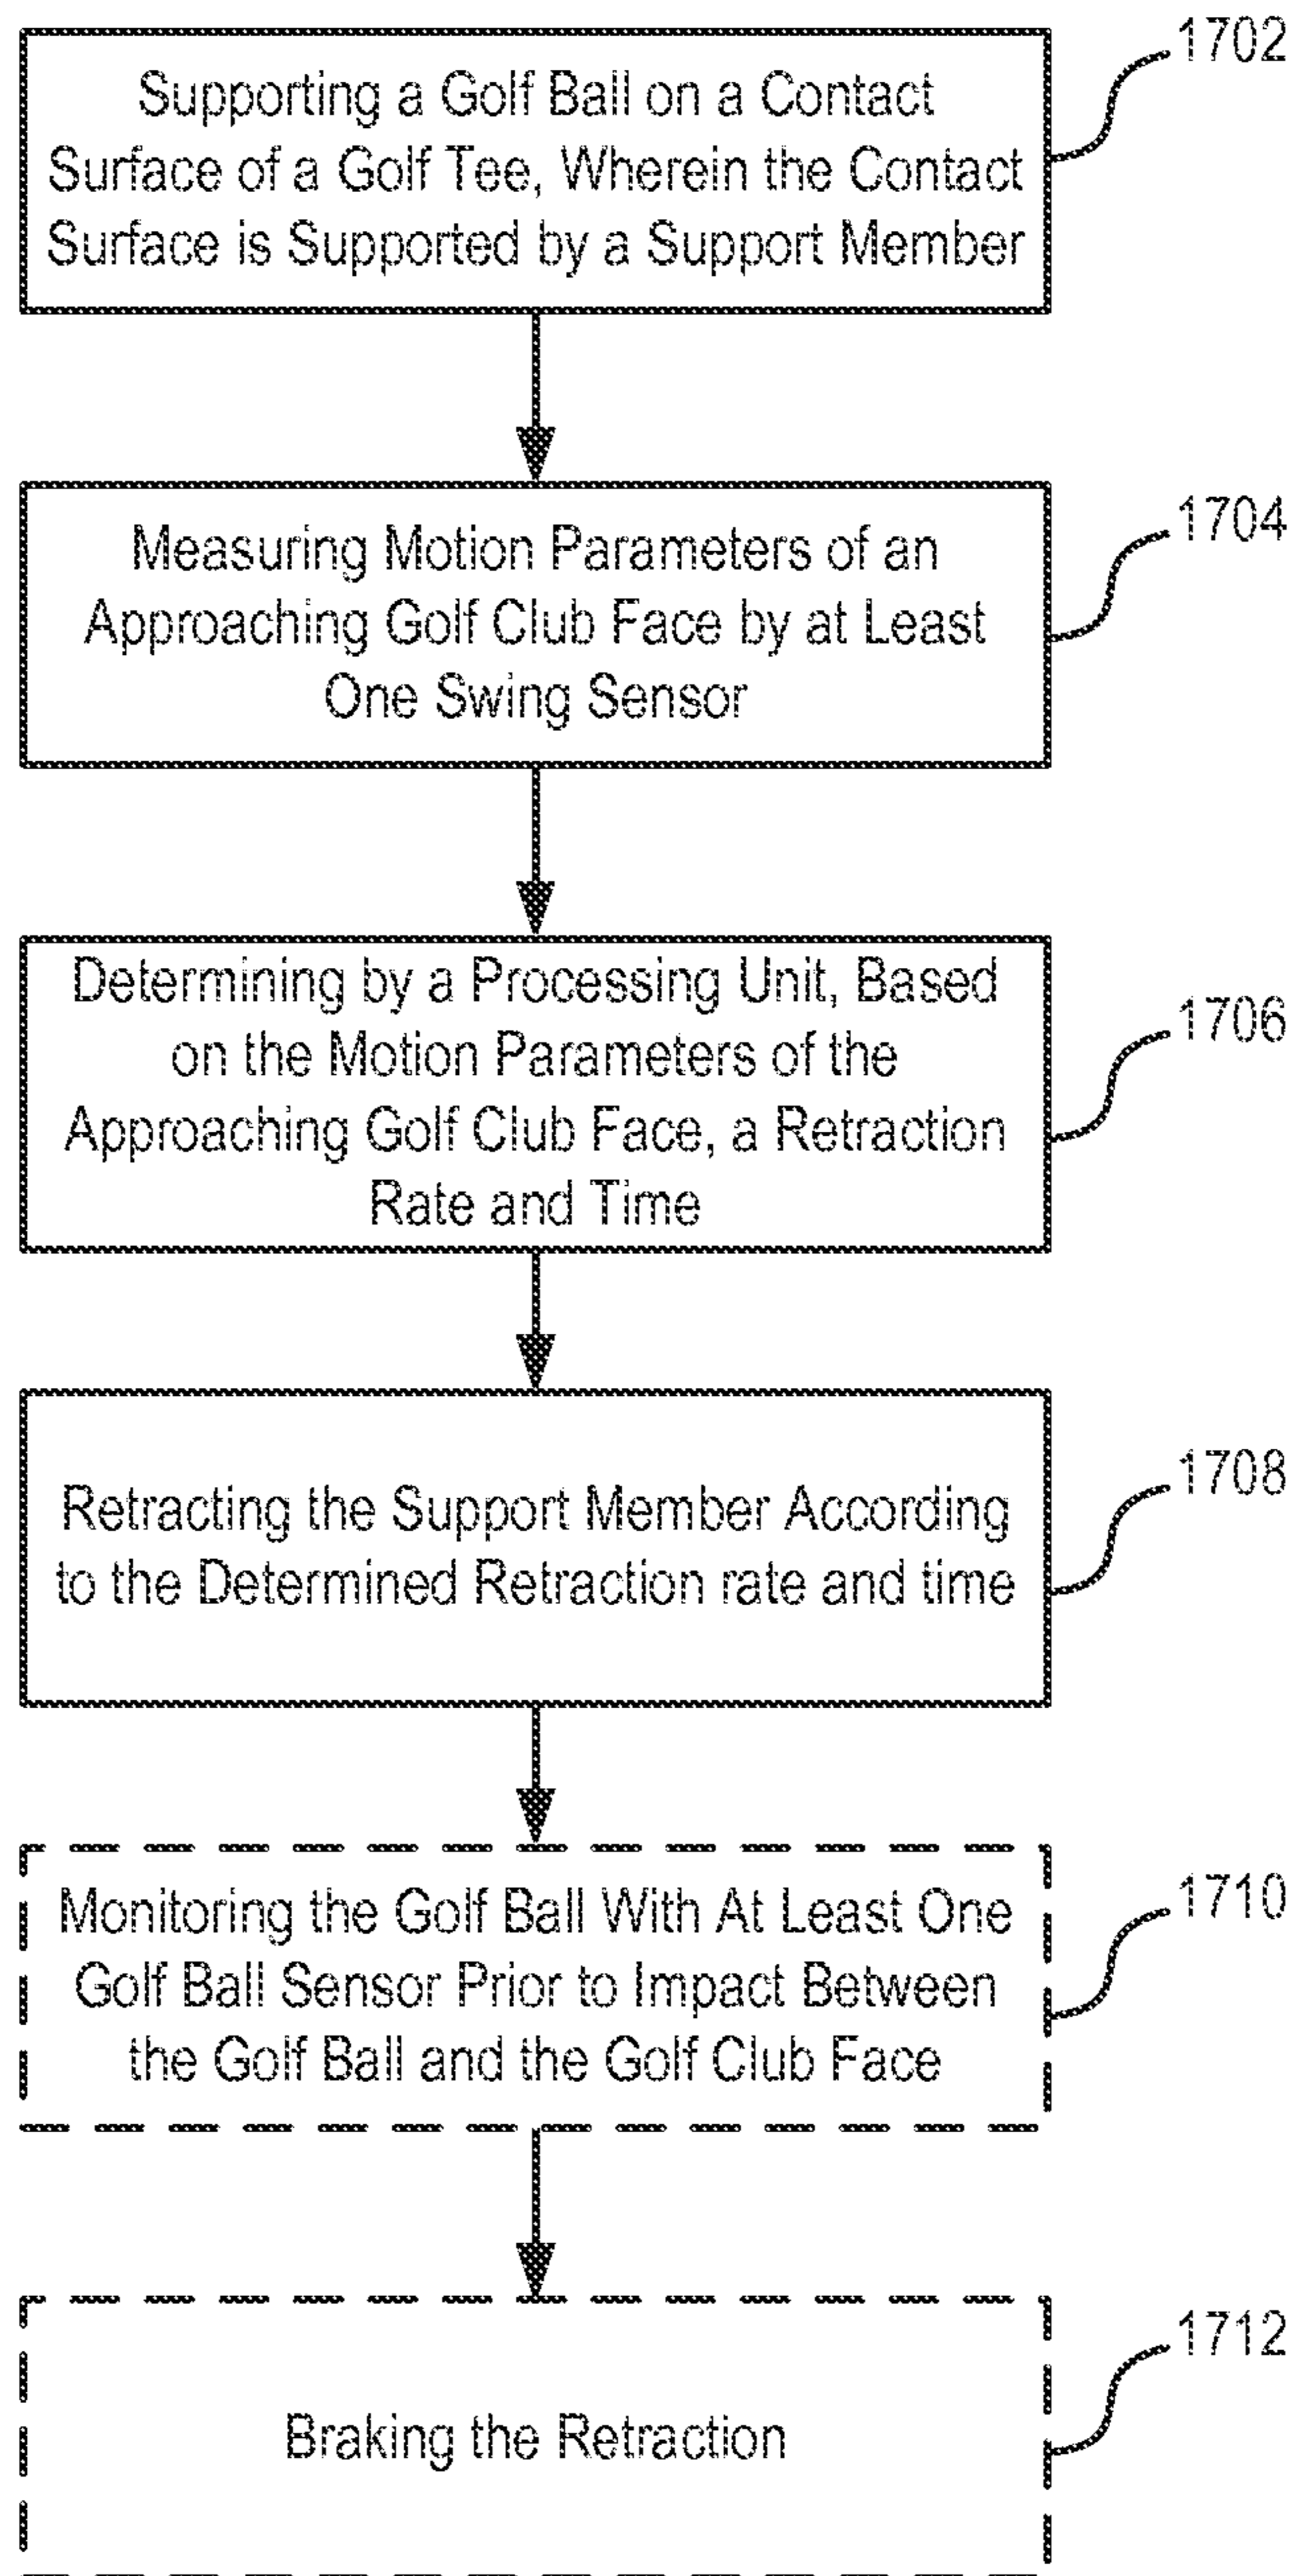 1702
Supporting a Golf Ball on a Contact
Surface of a Golf Tee, Wherein the Contact
Surface is Supported by a Support Member
1704
Measuring Motion Parameters of an
Approaching Golf Club Face by at Least
One Swing Sensor
1706
Determining by a Processing Unit, Based
on the Motion Parameters of the
Approaching Golf Club Face, a Retraction
Rate and Time
1708
Retracting the Support Member According
to the Determined Retraction rate and time
1710
Monitoring the Golf Ball With At Least One
Golf Ball Sensor Prior to Impact Between
the Golf Ball and the Golf Club Face
1712
Braking the Retraction